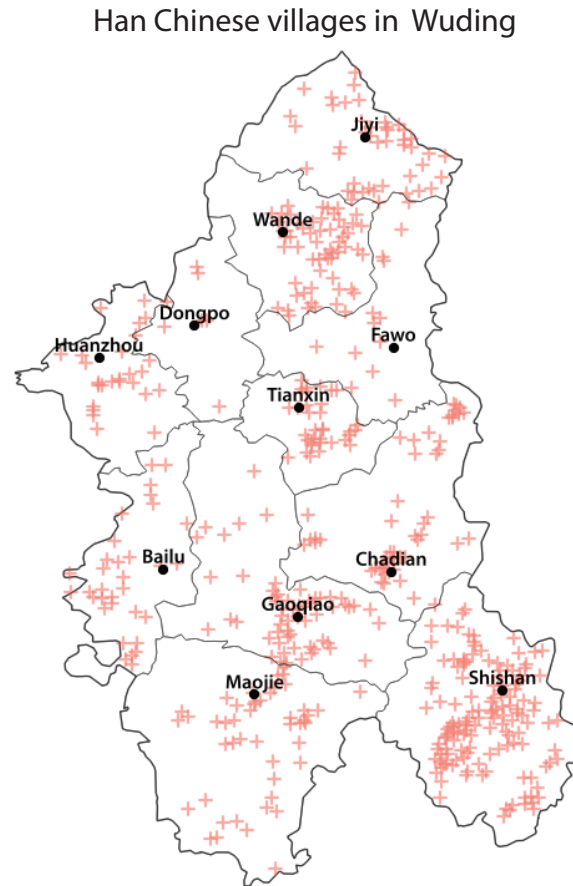 Han Chinese villages in Wuding
Jiyi
Wande
Dongpo
Huanzhou
Fawo
Tianxin
Bailu
Chadian
Gaoqiao
Maojie
Shishan